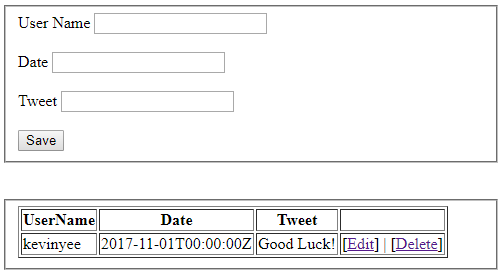 User Name
Date
Tweet
Save
UserName Date Tweet
kevinyee 2017-11-01T00:00:00Z Good Luck! [Edit] | [Delete]